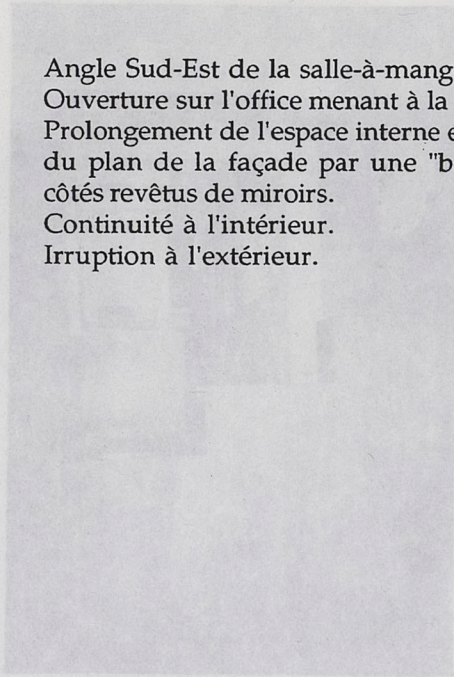 Angle Sud-Est de la salle-à-mang
Ouverture sur l'office menant à la
Prolongement de l'espace interne e
du plan de la façade par une "b
côtés revêtus de miroirs.
Continuité à l'intérieur.
Irruption à l'extérieur.